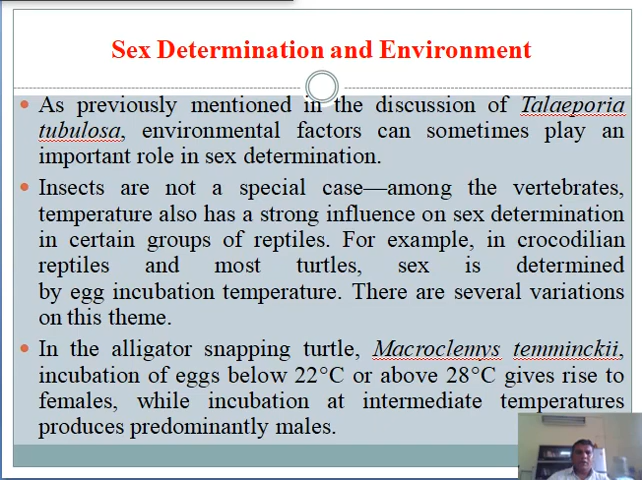 Sex Determination and Environment
As previously mentioned in the discussion of Talaeporia
tubulosa, environmental factors can sometimes play an
important role in sex determination.
Insects are not a special case—among the vertebrates,
temperature also has a strong influence on sex determination
in certain groups of reptiles. For example, in crocodilian
reptiles and most turtles, sex is determined
by egg incubation temperature. There are several variations
on this theme.
In the alligator snapping turtle, Macroclemys temminckii,
incubation of eggs below 22°C or above 28°C gives rise to
females, while incubation at intermediate temperatures
produces predominantly males.